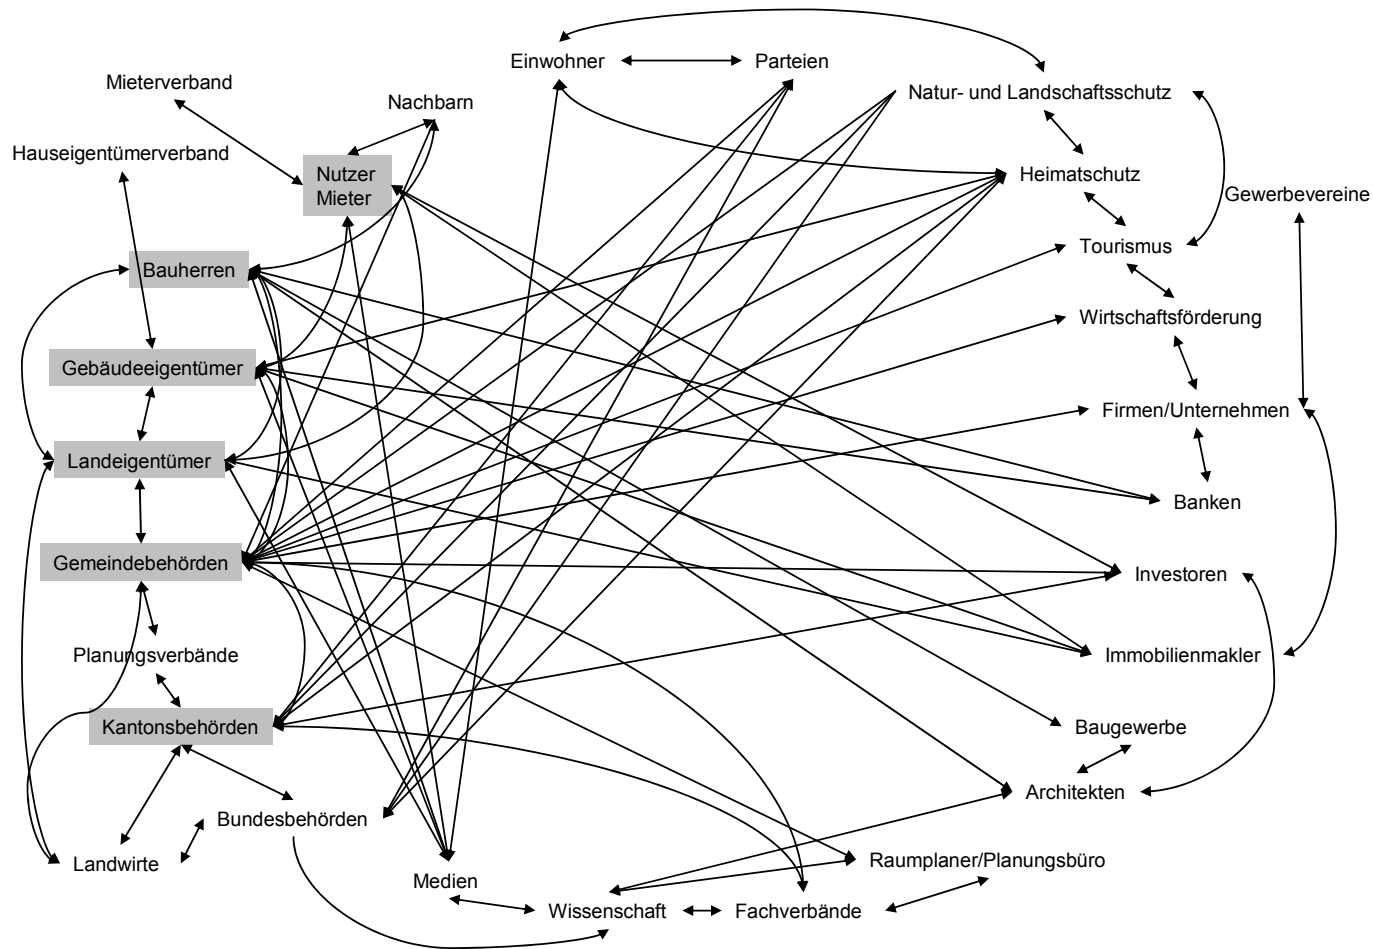 Einwohner
Parteien
Mieterverband
Nachbarn
Natur- und Landschaftsschutz
Hauseigentümerverband
Nutzer
Mieter
Heimatschutz
Gewerbevereine
Tourismus
Bauherren
Wirtschaftsförderung
Gebäudeeigentümer
Firmen/Unternehmen
Landeigentümer
Banken
Gemeindebehörden
Investoren
Planungsverbände
Immobilienmakler
Kantonsbehörden
Baugewerbe
Architekten
Bundesbehörden
Landwirte
Raumplaner/Planungsbüro
Medien
Wissenschaft
Fachverbände